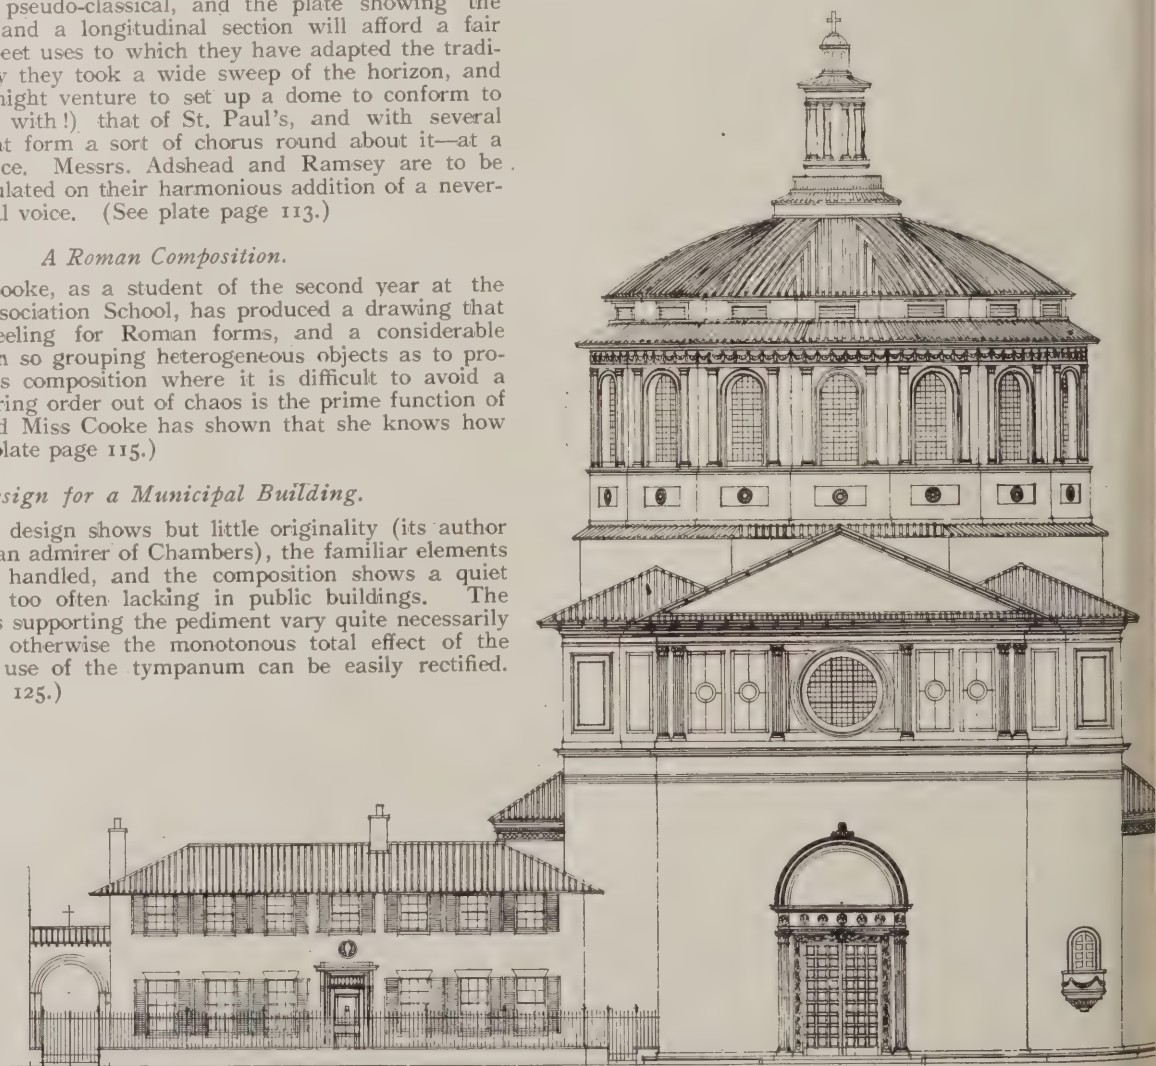 pseudo-classical, and the plate showing the
and a longitudinal section will afford a fair
eet uses to which they have adapted the tradi-
y they took a wide sweep of the horizon, and
night venture to set up a dome to conform to
with!) that of St. Paul's, and with several
at form a sort of chorus round about it—at a
ce. Messrs. Adshead and Ramsey are to be
ulated on their harmonious addition of a never-
l voice. (See plate page 113.)
A Roman Composition.
ooke, as a student of the second year at the
sociation School, has produced a drawing that
eeling for Roman forms, and a considerable
n so grouping heterogeneous objects as to pro-
s composition where it is difficult to avoid a
ring order out of chaos is the prime function of
d Miss Cooke has shown that she knows how
plate page 115.)
sign for a Municipal Building.
design shows but little originality (its author
an admirer of Chambers), the familiar elements
handled, and the composition shows a quiet
too often lacking in public buildings. The
s supporting the pediment vary quite necessarily
otherwise the monotonous total effect of the
use of the tympanum can be easily rectified.
125.)